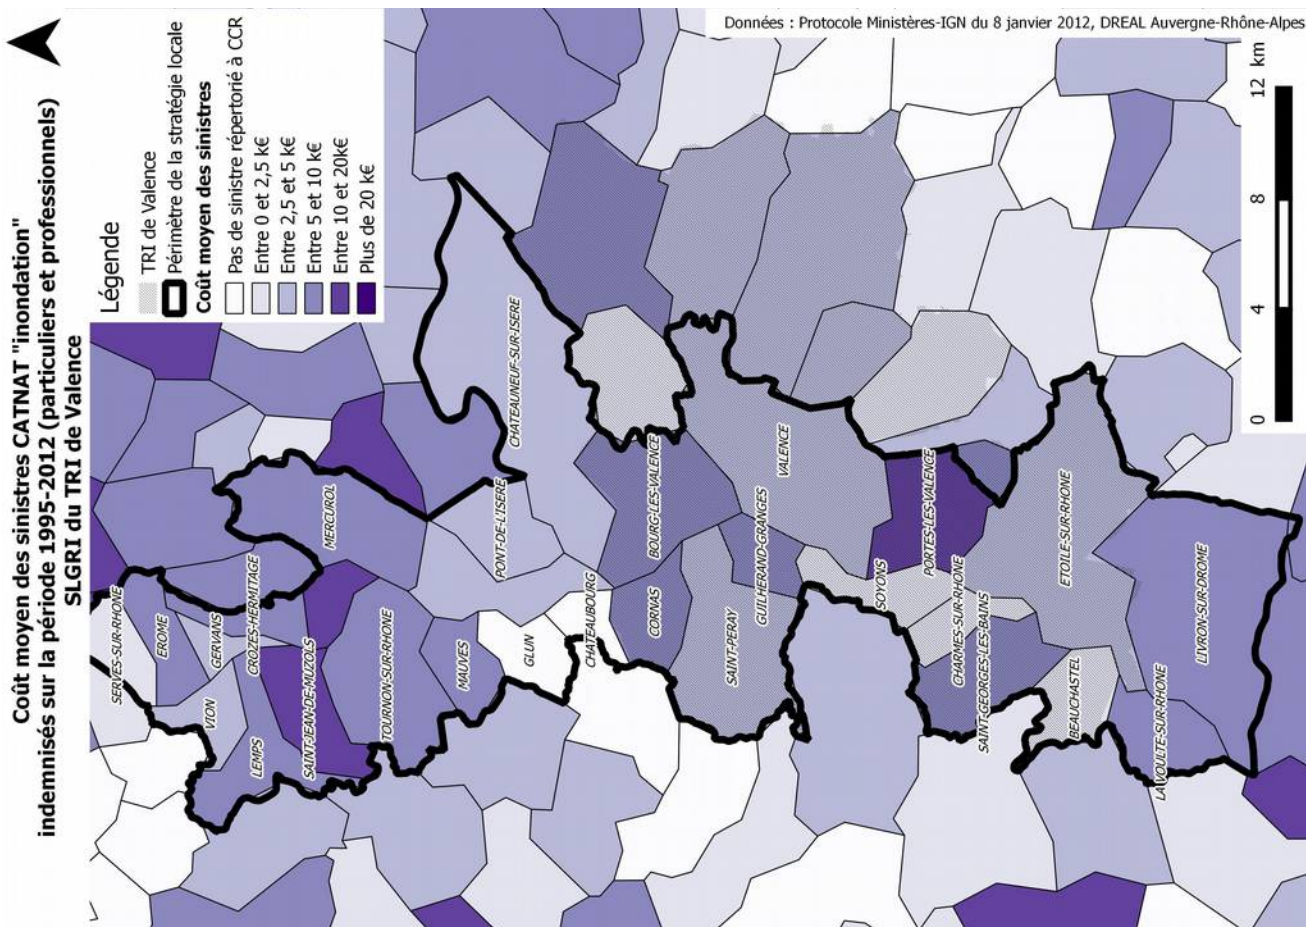 Coût moyen des sinistres CATNAT "inondation"
indemnisés sur la période 1995-2012 (particuliers et professionnels)
SLGRI du TRI de Valence
Données : Protocole Ministères-IGN du 8 janvier 2012, DREAL Auvergne-Rhône-Alpes
Légende
TRI de Valence
Périmètre de la stratégie locale
Coût moyen des sinistres
Pas de sinistre répertorié à CCR
Entre 0 et 2,5 k€
Entre 2,5 et 5 k€
Entre 5 et 10 k€
Entre 10 et 20k€
Plus de 20 k€
0 4 8 12 km
SERVES-SUR-RHONE
EROME
GERVANS
CROZES-HERMITAGE
MERCUROL
VION
LEMPS
SAINT-JEAN-DE-MUZOLS
TOURNON-SUR-RHONE
MAUVES
GLUN
PONT-DE-L'ISERE
CHATEAUNEUF-SUR-ISERE
CHATEAUBOURG
CORNAS
BOURG-LES-VALENCE
SAINT-PERAY
GUILHERAND-GRANGES
VALENCE
SOYONS
PORTES-LES-VALENCE
CHARMES-SUR-RHONE
SAINT-GEORGES-LES-BAINS
BEAUCHASTEL
ETOILE-SUR-RHONE
LA VOULTE-SUR-RHONE
LIVRON-SUR-DROME